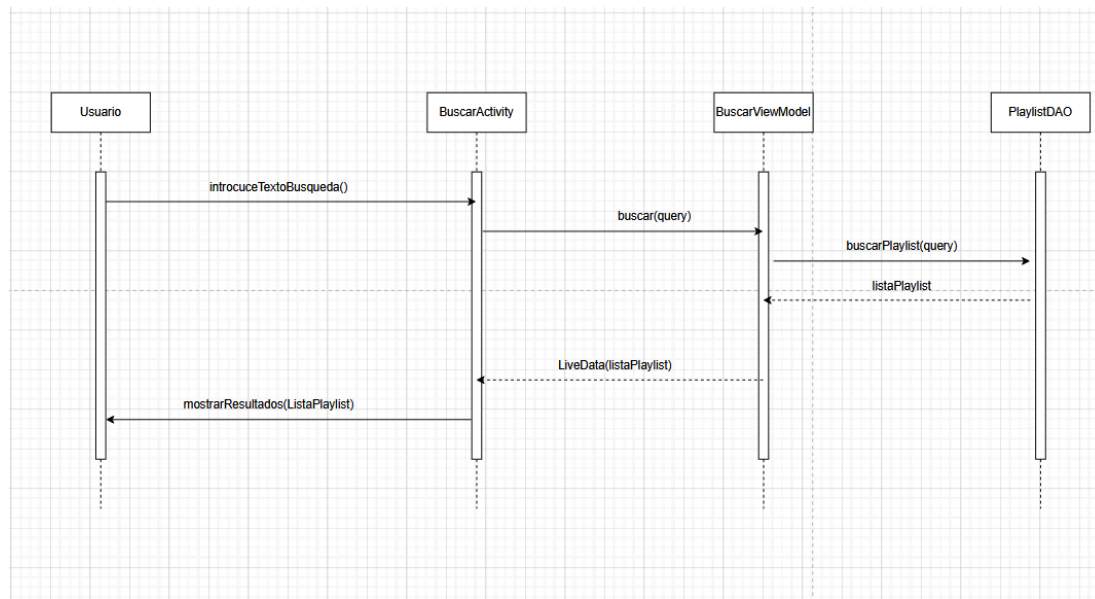 Usuario
BuscarActivity
BuscarViewModel
PlaylistDAO
introcuceTextoBusqueda()
buscar(query)
buscarPlaylist(query)
listaPlaylist
LiveData(listaPlaylist)
mostrarResultados(ListaPlaylist)